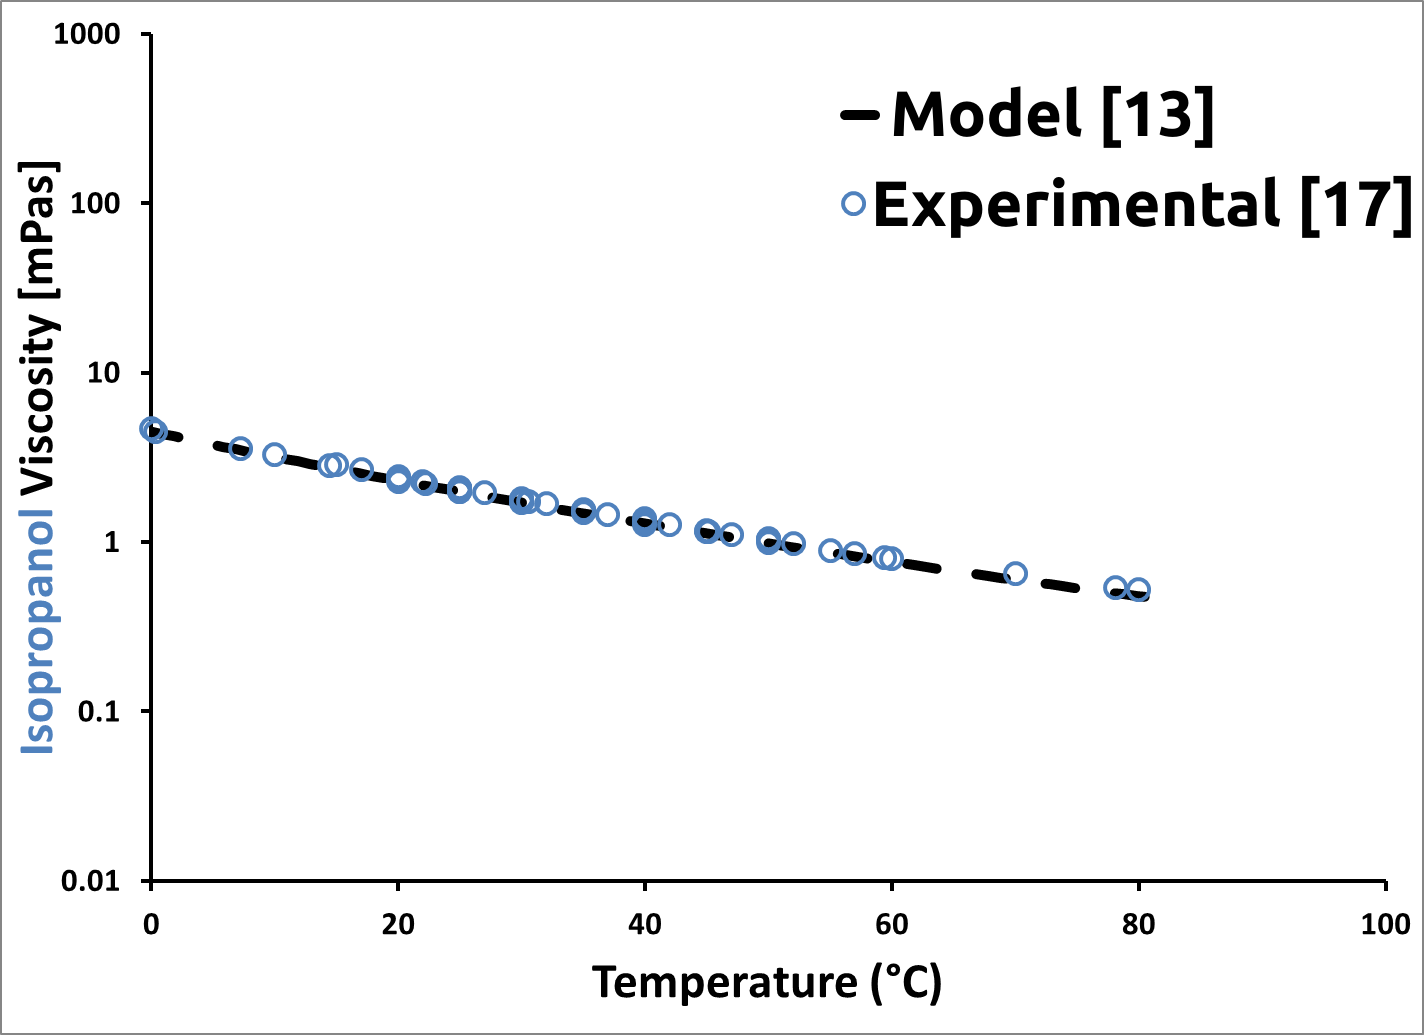 1000
100
10
1
0.1
0.01
Isopropanol Viscosity [mPas]
Model [13]
Experimental [17]
0 20 40 60 80 100
Temperature (°C)